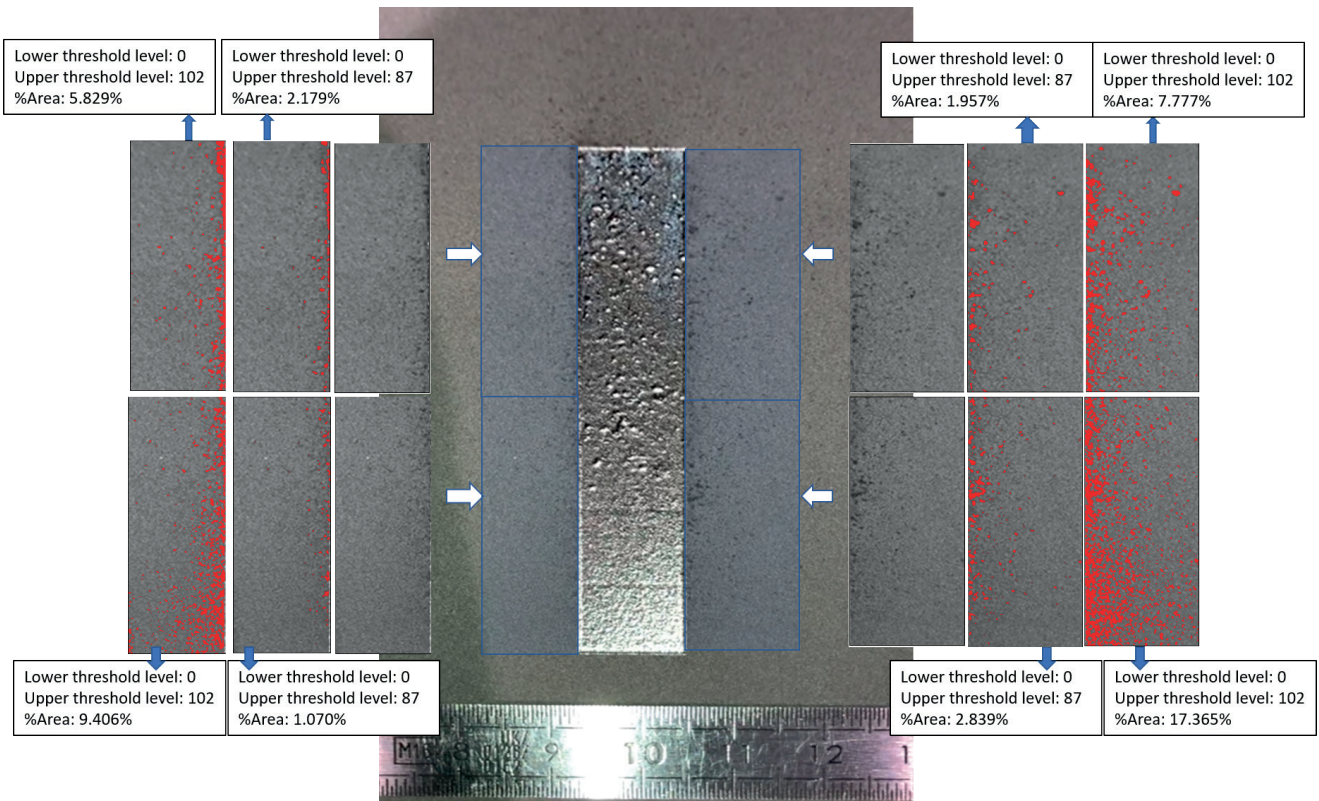 Lower threshold level: 0
Upper threshold level: 102
%Area: 5.829%
Lower threshold level: 0
Upper threshold level: 87
%Area: 2.179%
Lower threshold level: 0
Upper threshold level: 87
%Area: 1.957%
Lower threshold level: 0
Upper threshold level: 102
%Area: 7.777%
Lower threshold level: 0
Upper threshold level: 102
%Area: 9.406%
Lower threshold level: 0
Upper threshold level: 87
%Area: 1.070%
Lower threshold level: 0
Upper threshold level: 87
%Area: 2.839%
Lower threshold level: 0
Upper threshold level: 102
%Area: 17.365%
8 9 10 11 12